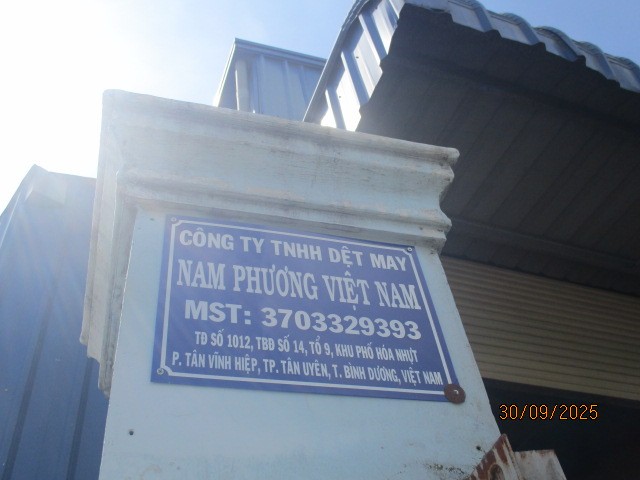 CÔNG TY TNHH DỆT MAY
NAM PHƯƠNG VIỆT NAM
MST: 3703329393
TĐ SỐ 1012, TBĐ SỐ 14, TỔ 9, KHU PHỐ HÓA NHỰT
P. TÂN VĨNH HIỆP, TP. TÂN UYÊN, T. BÌNH DƯƠNG, VIỆT NAM
30/09/2025